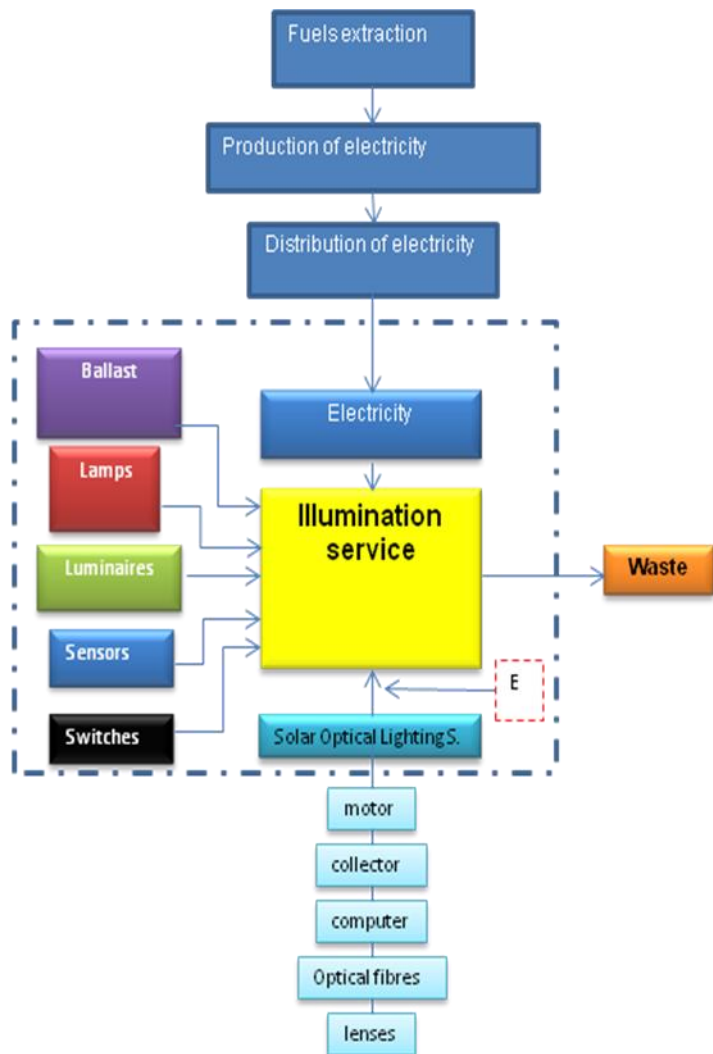 Fuels extraction
Production of electricity
Distribution of electricity
Ballast
Electricity
Lamps
Illumination
service
Luminaires
Waste
Sensors
E
Switches
Solar Optical Lighting S.
motor
collector
computer
Optical fibres
lenses